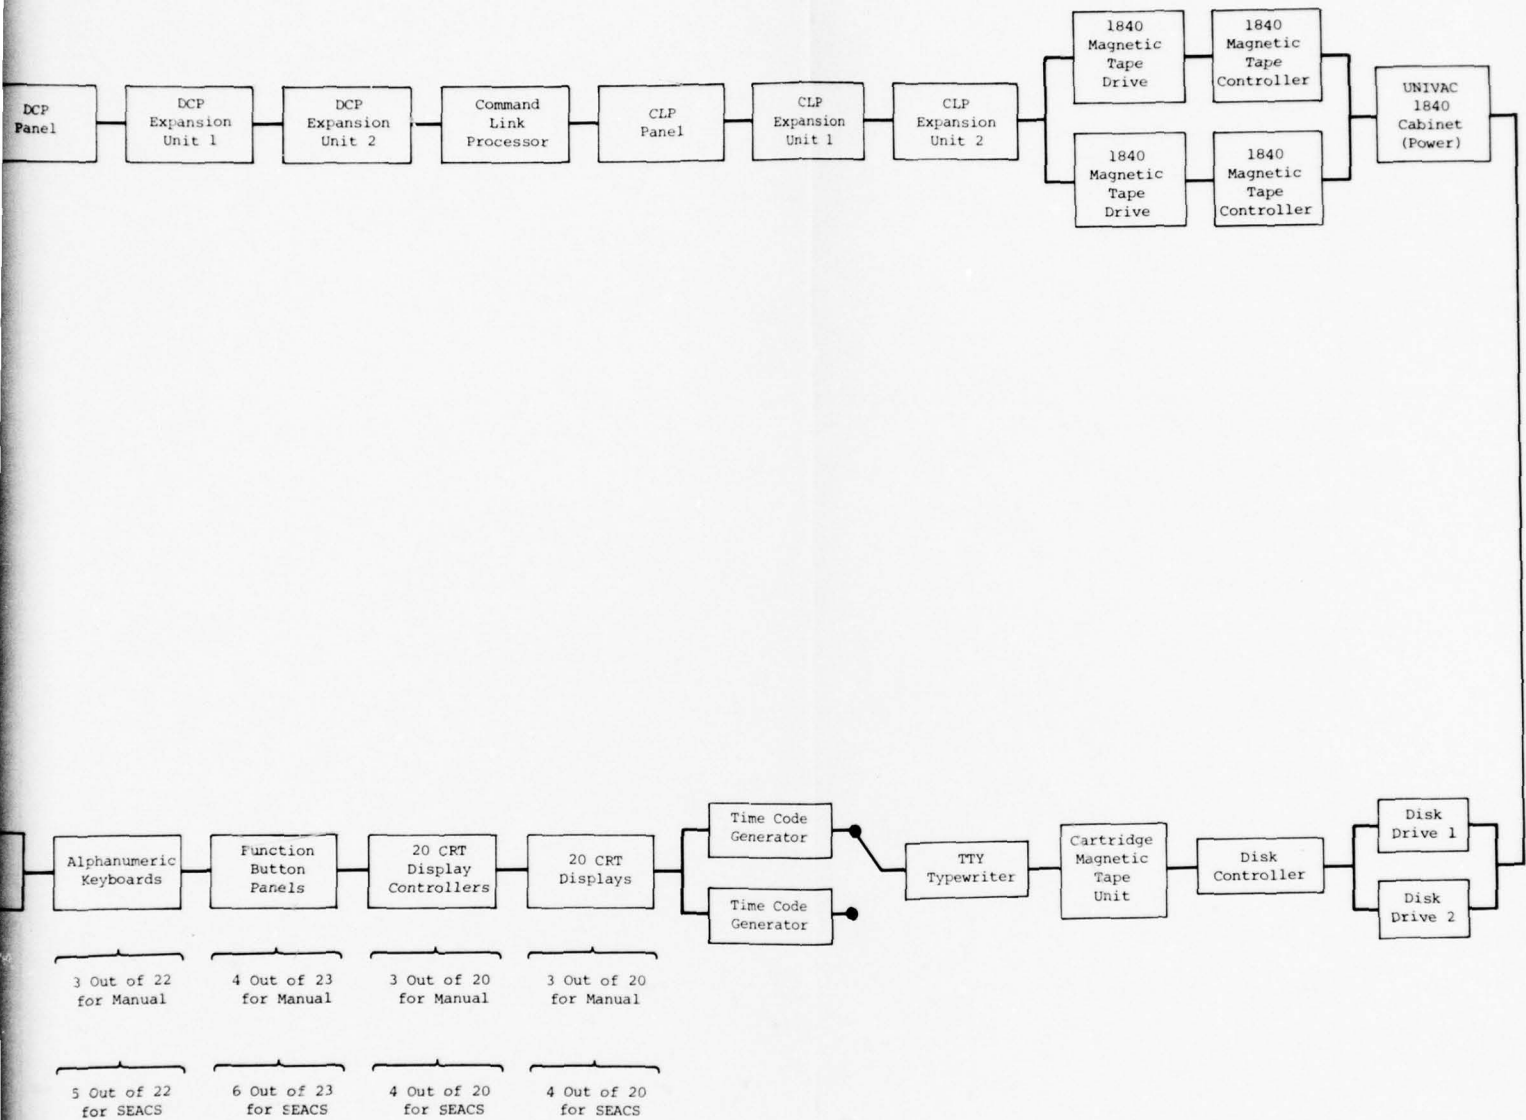 DCP
Panel
DCP
Expansion
Unit 1
DCP
Expansion
Unit 2
Command
Link
Processor
CLP
Panel
CLP
Expansion
Unit 1
CLP
Expansion
Unit 2
1840
Magnetic
Tape
Drive
1840
Magnetic
Tape
Controller
1840
Magnetic
Tape
Drive
1840
Magnetic
Tape
Controller
UNIVAC
1840
Cabinet
(Power)
Alphanumeric
Keyboards
Function
Button
Panels
20 CRT
Display
Controllers
20 CRT
Displays
Time Code
Generator
Time Code
Generator
TTY
Typewriter
Cartridge
Magnetic
Tape
Unit
Disk
Controller
Disk
Drive 1
Disk
Drive 2
3 Out of 22
for Manual
4 Out of 23
for Manual
3 Out of 20
for Manual
3 Out of 20
for Manual
5 Out of 22
for SEACS
6 Out of 23
for SEACS
4 Out of 20
for SEACS
4 Out of 20
for SEACS